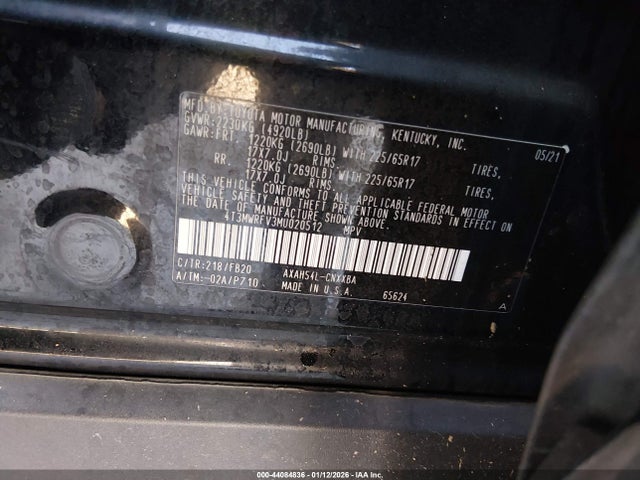 MFD. BY TOYOTA MOTOR MANUFACTURING, KENTUCKY, INC.
GVWR: 2230KG (4920LB) 05/21
GAWR: FRT. 1220KG (2690LB) WITH 225/65R17 TIRES,
17X7.0J RIMS,
RR. 1220KG (2690LB) WITH 225/65R17 TIRES,
17X7.0J RIMS,
THIS VEHICLE CONFORMS TO ALL APPLICABLE FEDERAL MOTOR
VEHICLE SAFETY AND THEFT PREVENTION STANDARDS IN EFFECT ON
THE DATE OF MANUFACTURE SHOWN ABOVE.
MPV
C/TR:218/FB20 AXAH54L-CNXXBA
A/TM:-02A/P710 MADE IN U.S.A. 65624
A
000-44084836 - 01/12/2026 - IAA Inc.